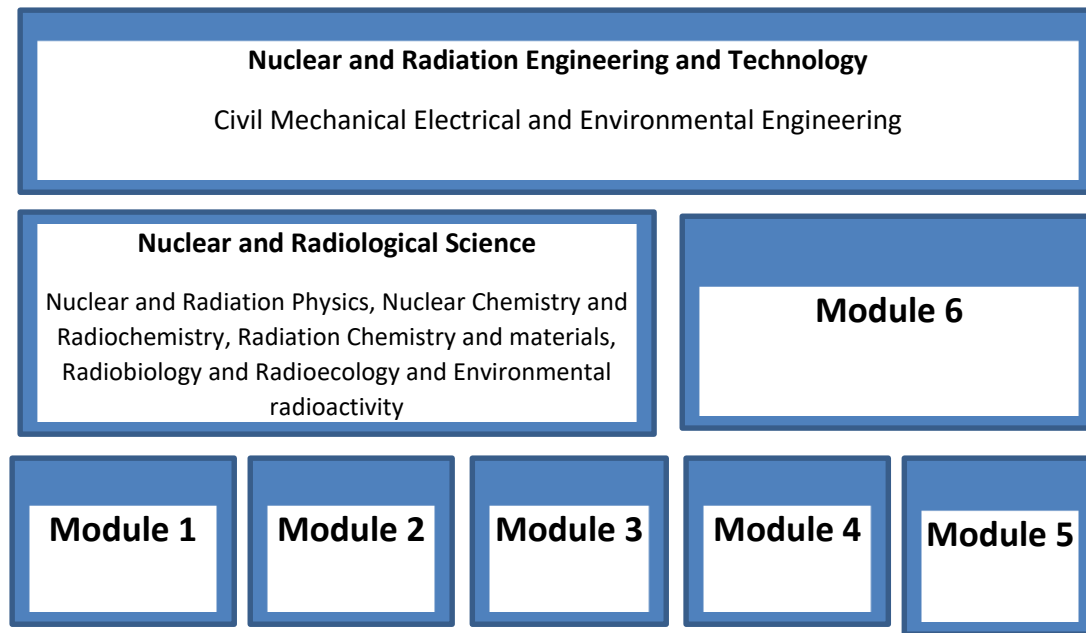 Nuclear and Radiation Engineering and Technology
Civil Mechanical Electrical and Environmental Engineering
Nuclear and Radiological Science
Nuclear and Radiation Physics, Nuclear Chemistry and
Radiochemistry, Radiation Chemistry and materials,
Radiobiology and Radioecology and Environmental
radioactivity
Module 6
Module 1
Module 2
Module 3
Module 4
Module 5